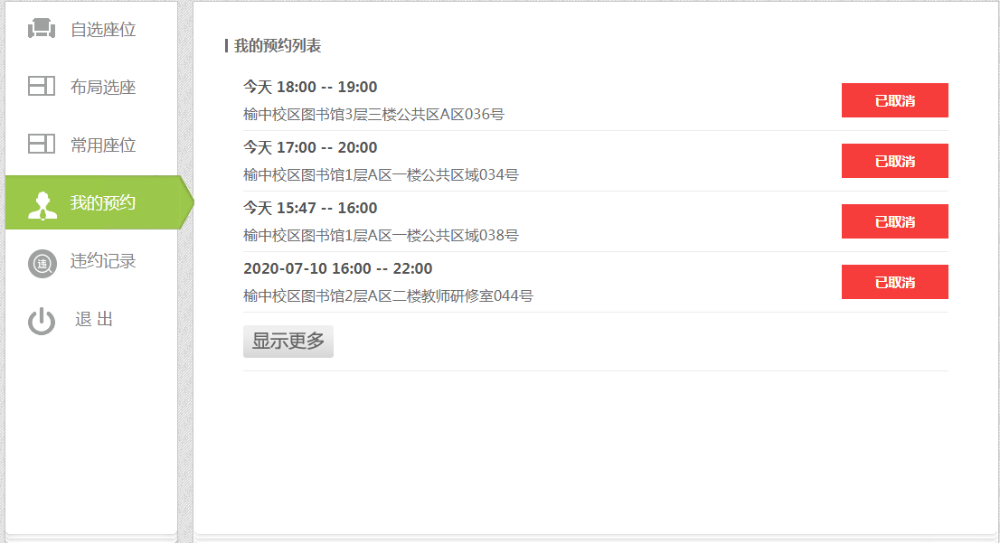 自选座位
布局选座
常用座位
我的预约
违
违约记录
退 出
我的预约列表
今天 18:00 -- 19:00
榆中校区图书馆3层三楼公共区A区036号
已取消
今天 17:00 -- 20:00
榆中校区图书馆1层A区一楼公共区域034号
已取消
今天 15:47 -- 16:00
榆中校区图书馆1层A区一楼公共区域038号
已取消
2020-07-10 16:00 -- 22:00
榆中校区图书馆2层A区二楼教师研修室044号
已取消
显示更多